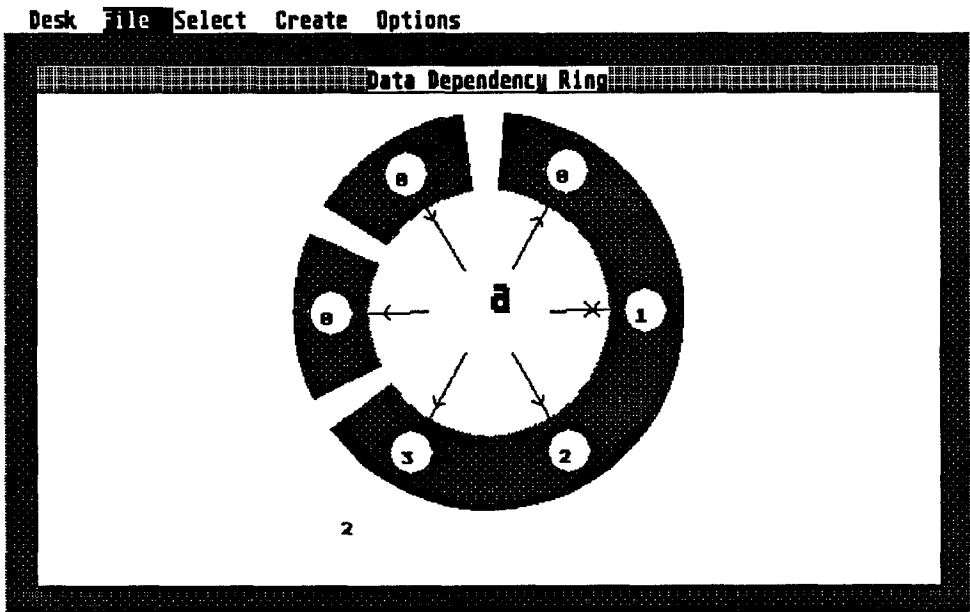 Desk File Select Create Options
Data Dependency Ring
0 0
a
0 1
3 2
2